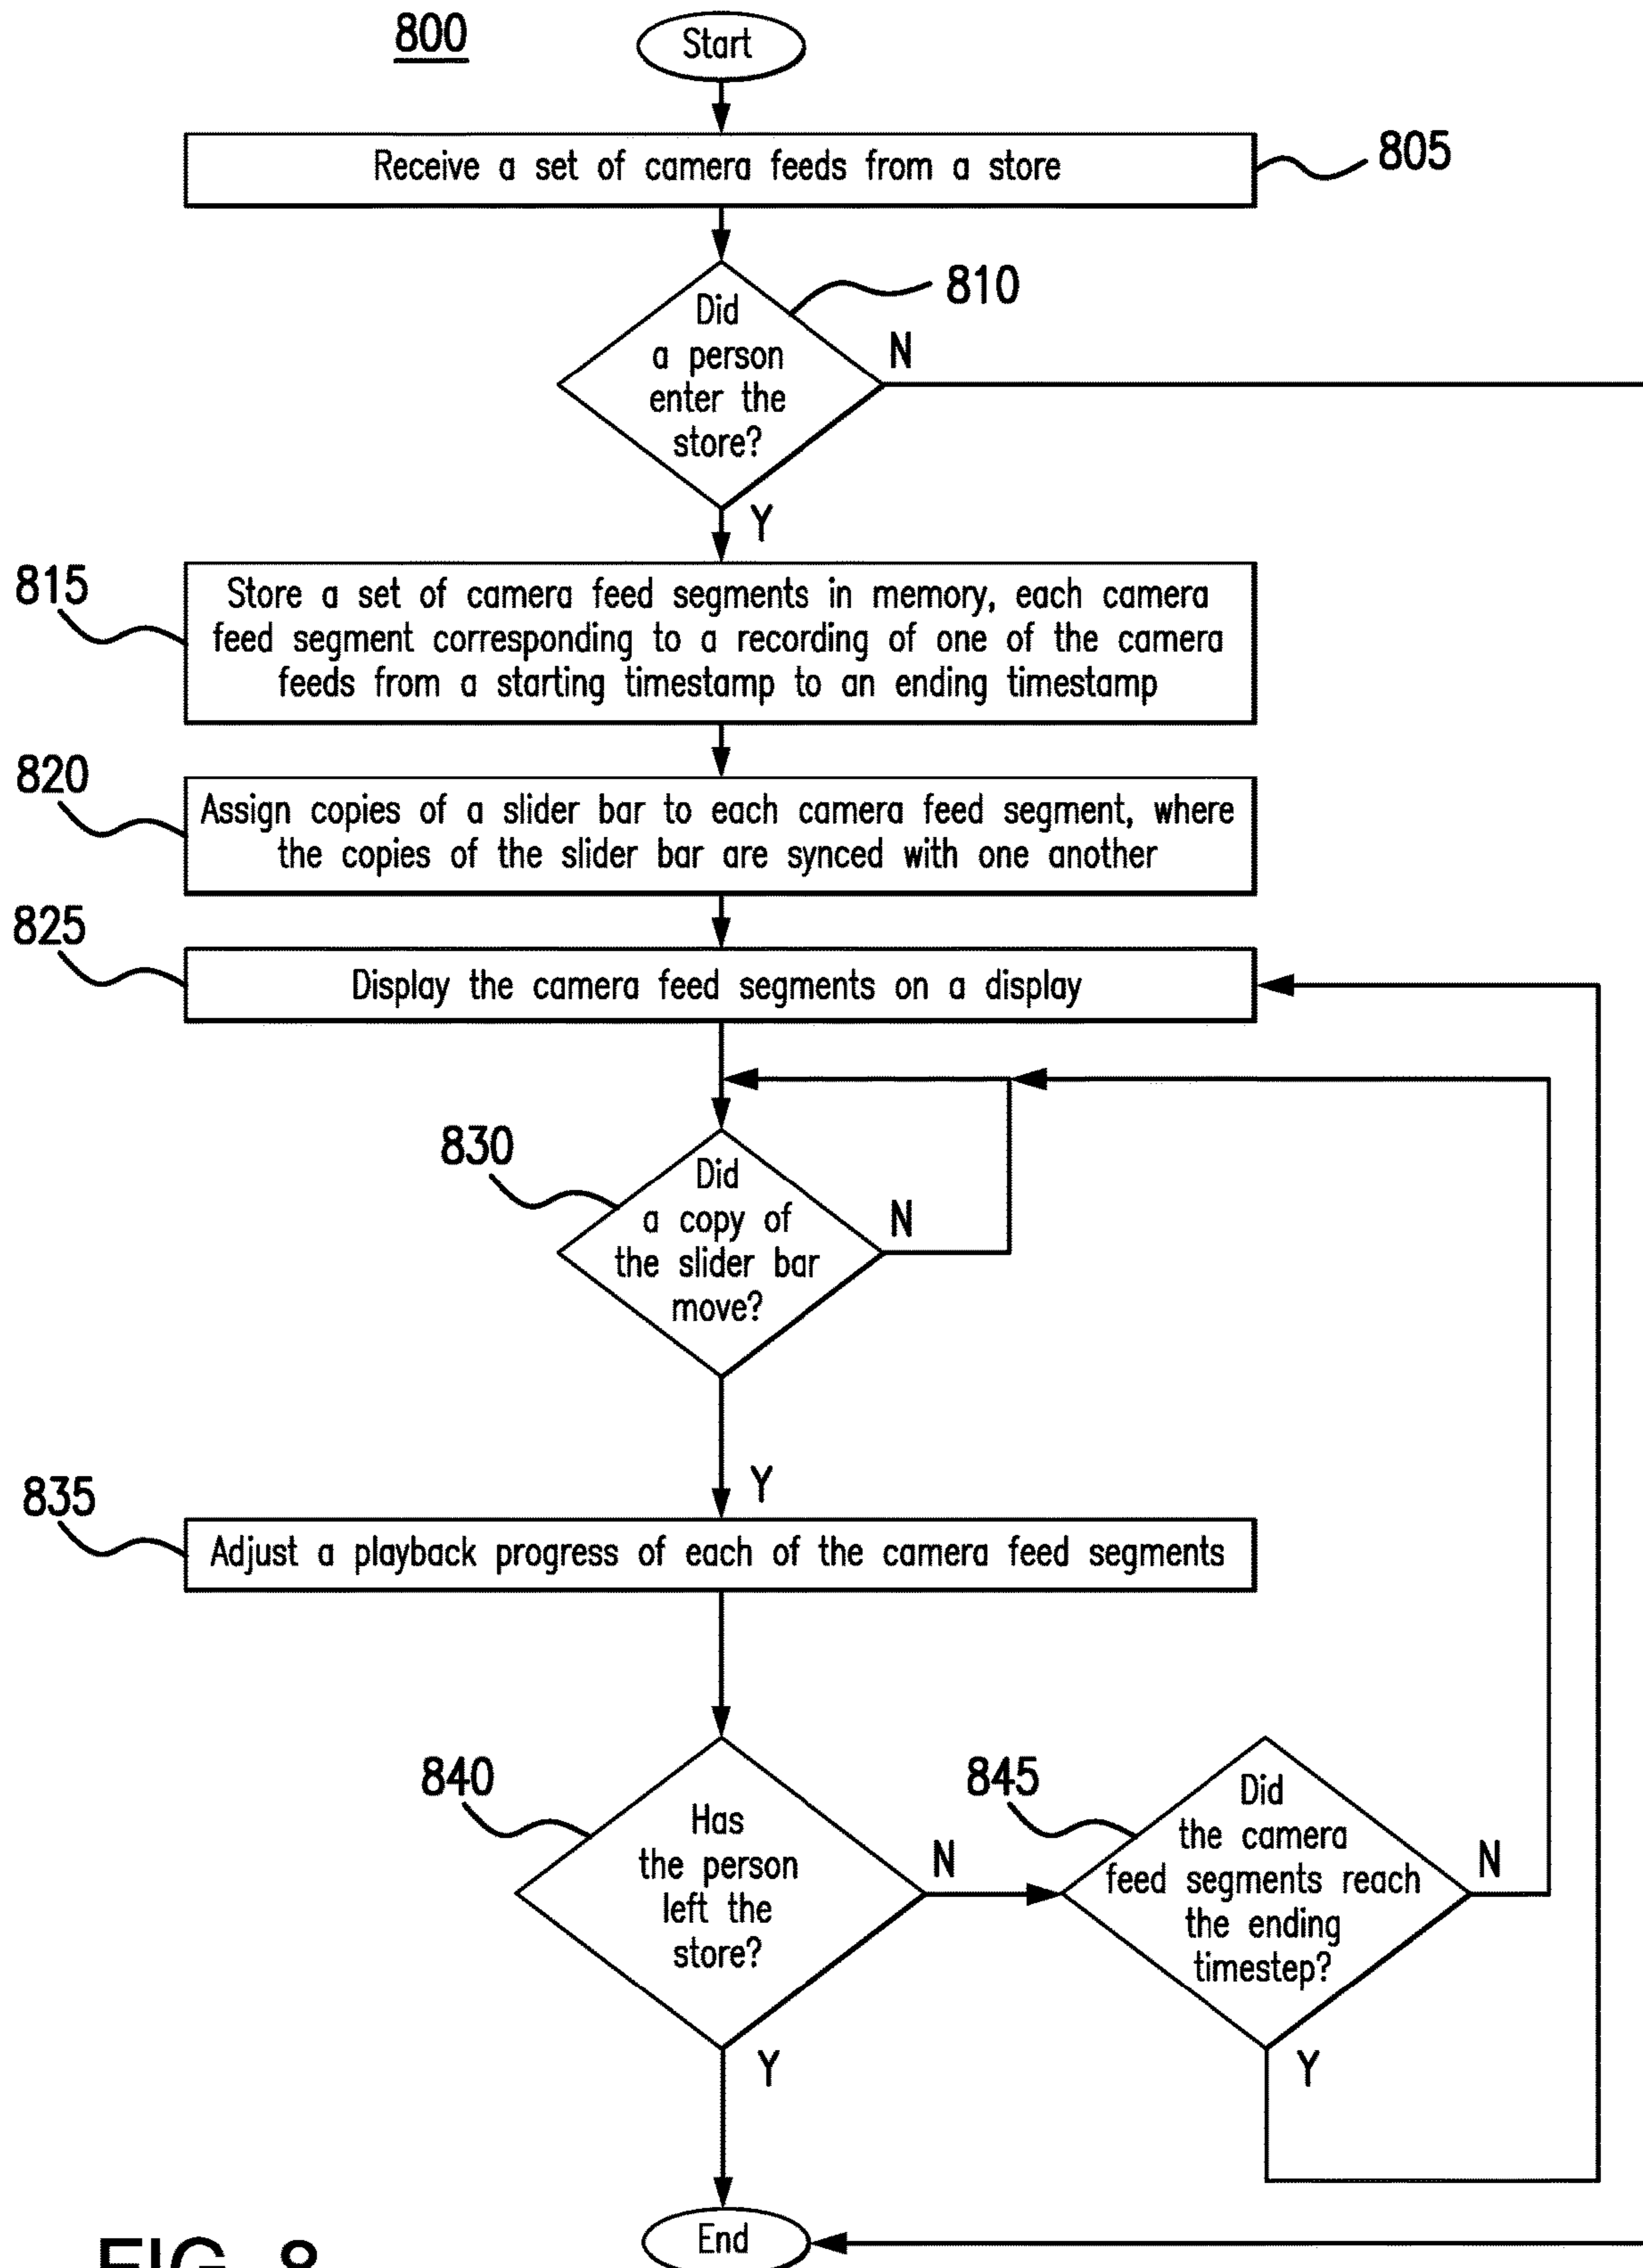 800
Start
Receive a set of camera feeds from a store
805
810
Did
a person
enter the
store?
N
Y
815
Store a set of camera feed segments in memory, each camera
feed segment corresponding to a recording of one of the camera
feeds from a starting timestamp to an ending timestamp
820
Assign copies of a slider bar to each camera feed segment, where
the copies of the slider bar are synced with one another
825
Display the camera feed segments on a display
830
Did
a copy of
the slider bar
move?
N
Y
835
Adjust a playback progress of each of the camera feed segments
840
Has
the person
left the
store?
N
Y
845
Did
the camera
feed segments reach
the ending
timestep?
N
Y
End
FIG. 8